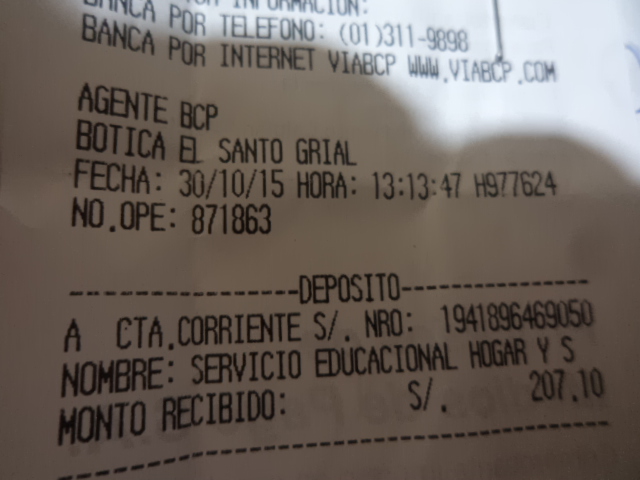 INFORMACION:
BANCA POR TELEFONO: (01)311-9898
BANCA POR INTERNET VIABCP WWW.VIABCP.COM
AGENTE BCP
BOTICA EL SANTO GRIAL
FECHA: 30/10/15 HORA: 13:13:47 H977624
NO.OPE: 871863
DEPOSITO
A CTA.CORRIENTE S/. NRO: 1941896469050
NOMBRE: SERVICIO EDUCACIONAL HOGAR Y S
MONTO RECIBIDO: S/. 207.10